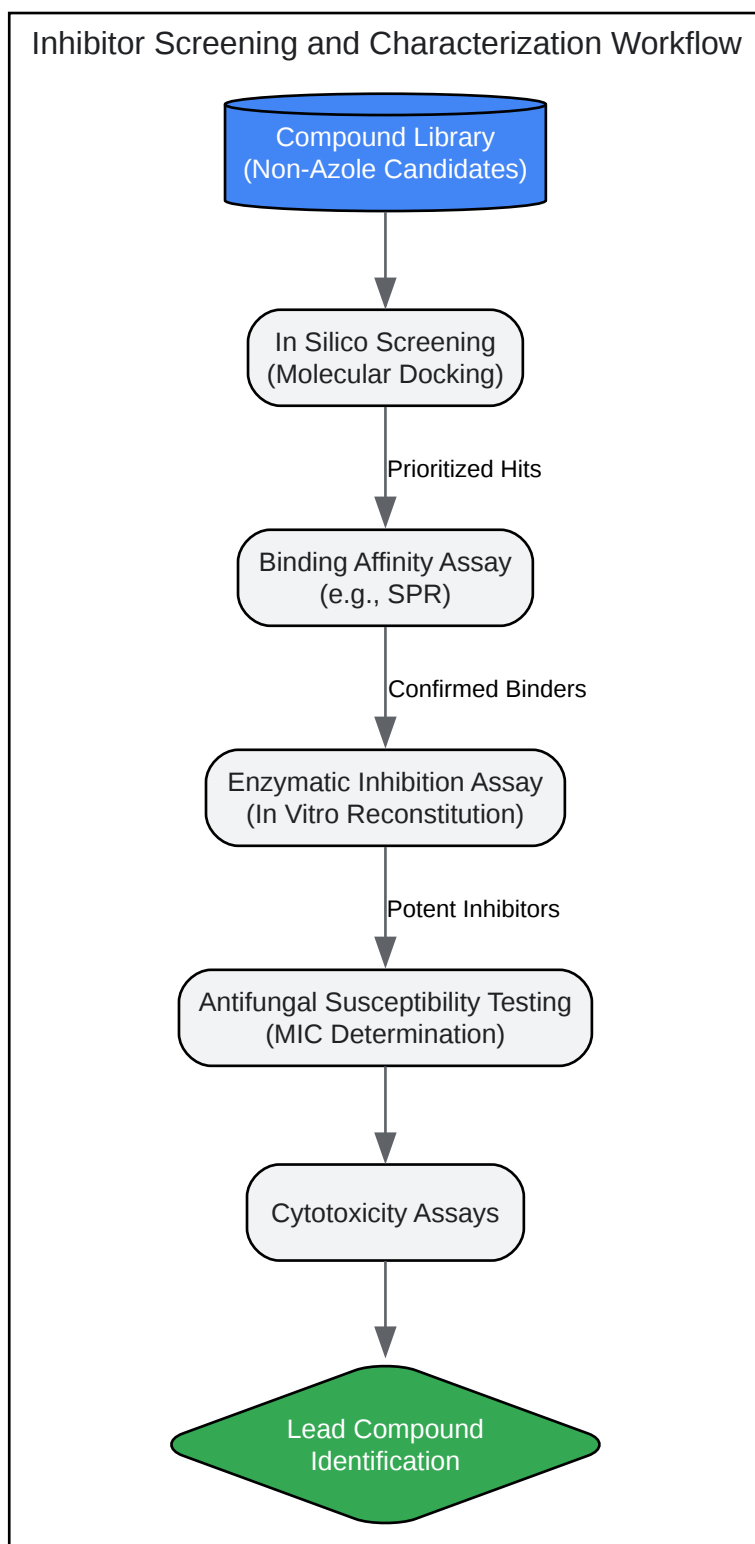 Inhibitor Screening and Characterization Workflow
Compound Library
(Non-Azole Candidates)
In Silico Screening
(Molecular Docking)
Prioritized Hits
Binding Affinity Assay
(e.g., SPR)
Confirmed Binders
Enzymatic Inhibition Assay
(In Vitro Reconstitution)
Potent Inhibitors
Antifungal Susceptibility Testing
(MIC Determination)
Cytotoxicity Assays
Lead Compound
Identification